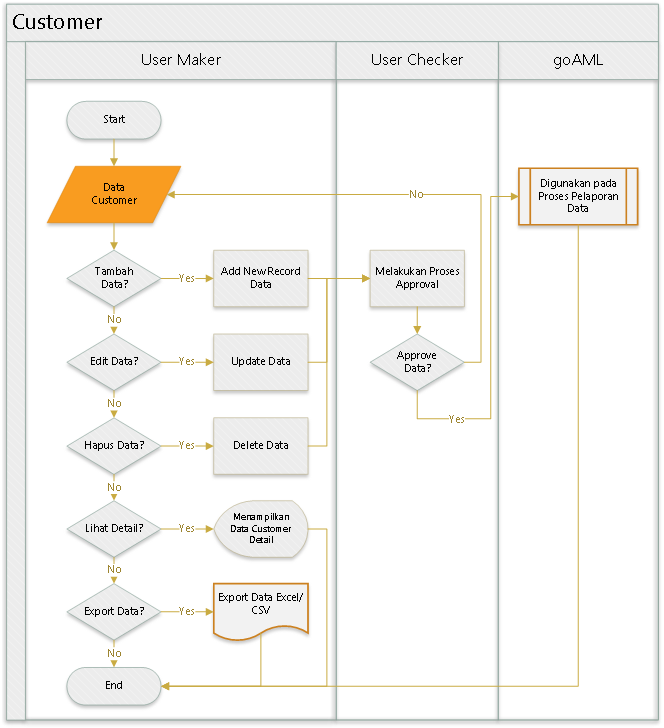 Customer
User Maker
User Checker
goAML
Start
Data
Customer
No
Digunakan pada
Proses Pelaporan
Data
Tambah
Data?
Yes
Add New Record
Data
Melakukan Proses
Approval
No
Edit Data?
Yes
Update Data
Approve
Data?
No
Yes
Hapus Data?
Yes
Delete Data
No
Lihat Detail?
Yes
Menampilkan
Data Customer
Detail
No
Export Data?
Yes
Export Data Excel/
CSV
No
End